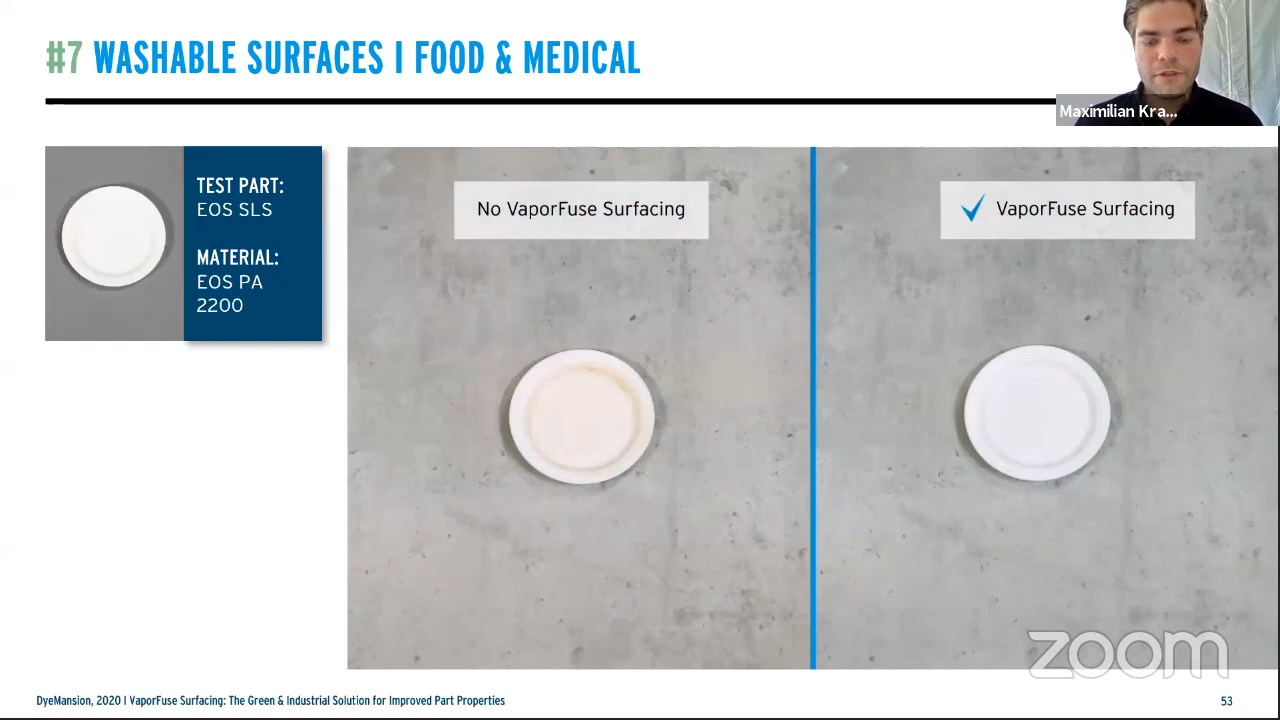 #7 WASHABLE SURFACES I FOOD & MEDICAL
Maximilian Kra...
TEST PART:
EOS SLS
MATERIAL:
EOS PA
2200
No VaporFuse Surfacing
VaporFuse Surfacing
zoom
DyeMansion, 2020 I VaporFuse Surfacing: The Green & Industrial Solution for Improved Part Properties
53